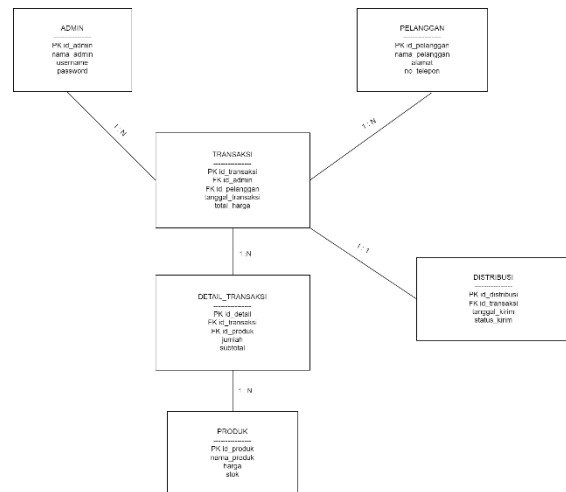 ADMIN
----------------
PK id_admin
nama_admin
username
password
PELANGGAN
----------------
PK id_pelanggan
nama_pelanggan
alamat
no_telepon
1 : N
1 : N
TRANSAKSI
----------------
PK id_transaksi
FK id_admin
FK id_pelanggan
tanggal_transaksi
total_harga
1 : N
1 : 1
DISTRIBUSI
----------------
PK id_distribusi
FK id_transaksi
tanggal_kirim
status_kirim
DETAIL_TRANSAKSI
----------------
PK id_detail
FK id_transaksi
FK id_produk
jumlah
subtotal
1 : N
PRODUK
----------------
PK id_produk
nama_produk
harga
stok